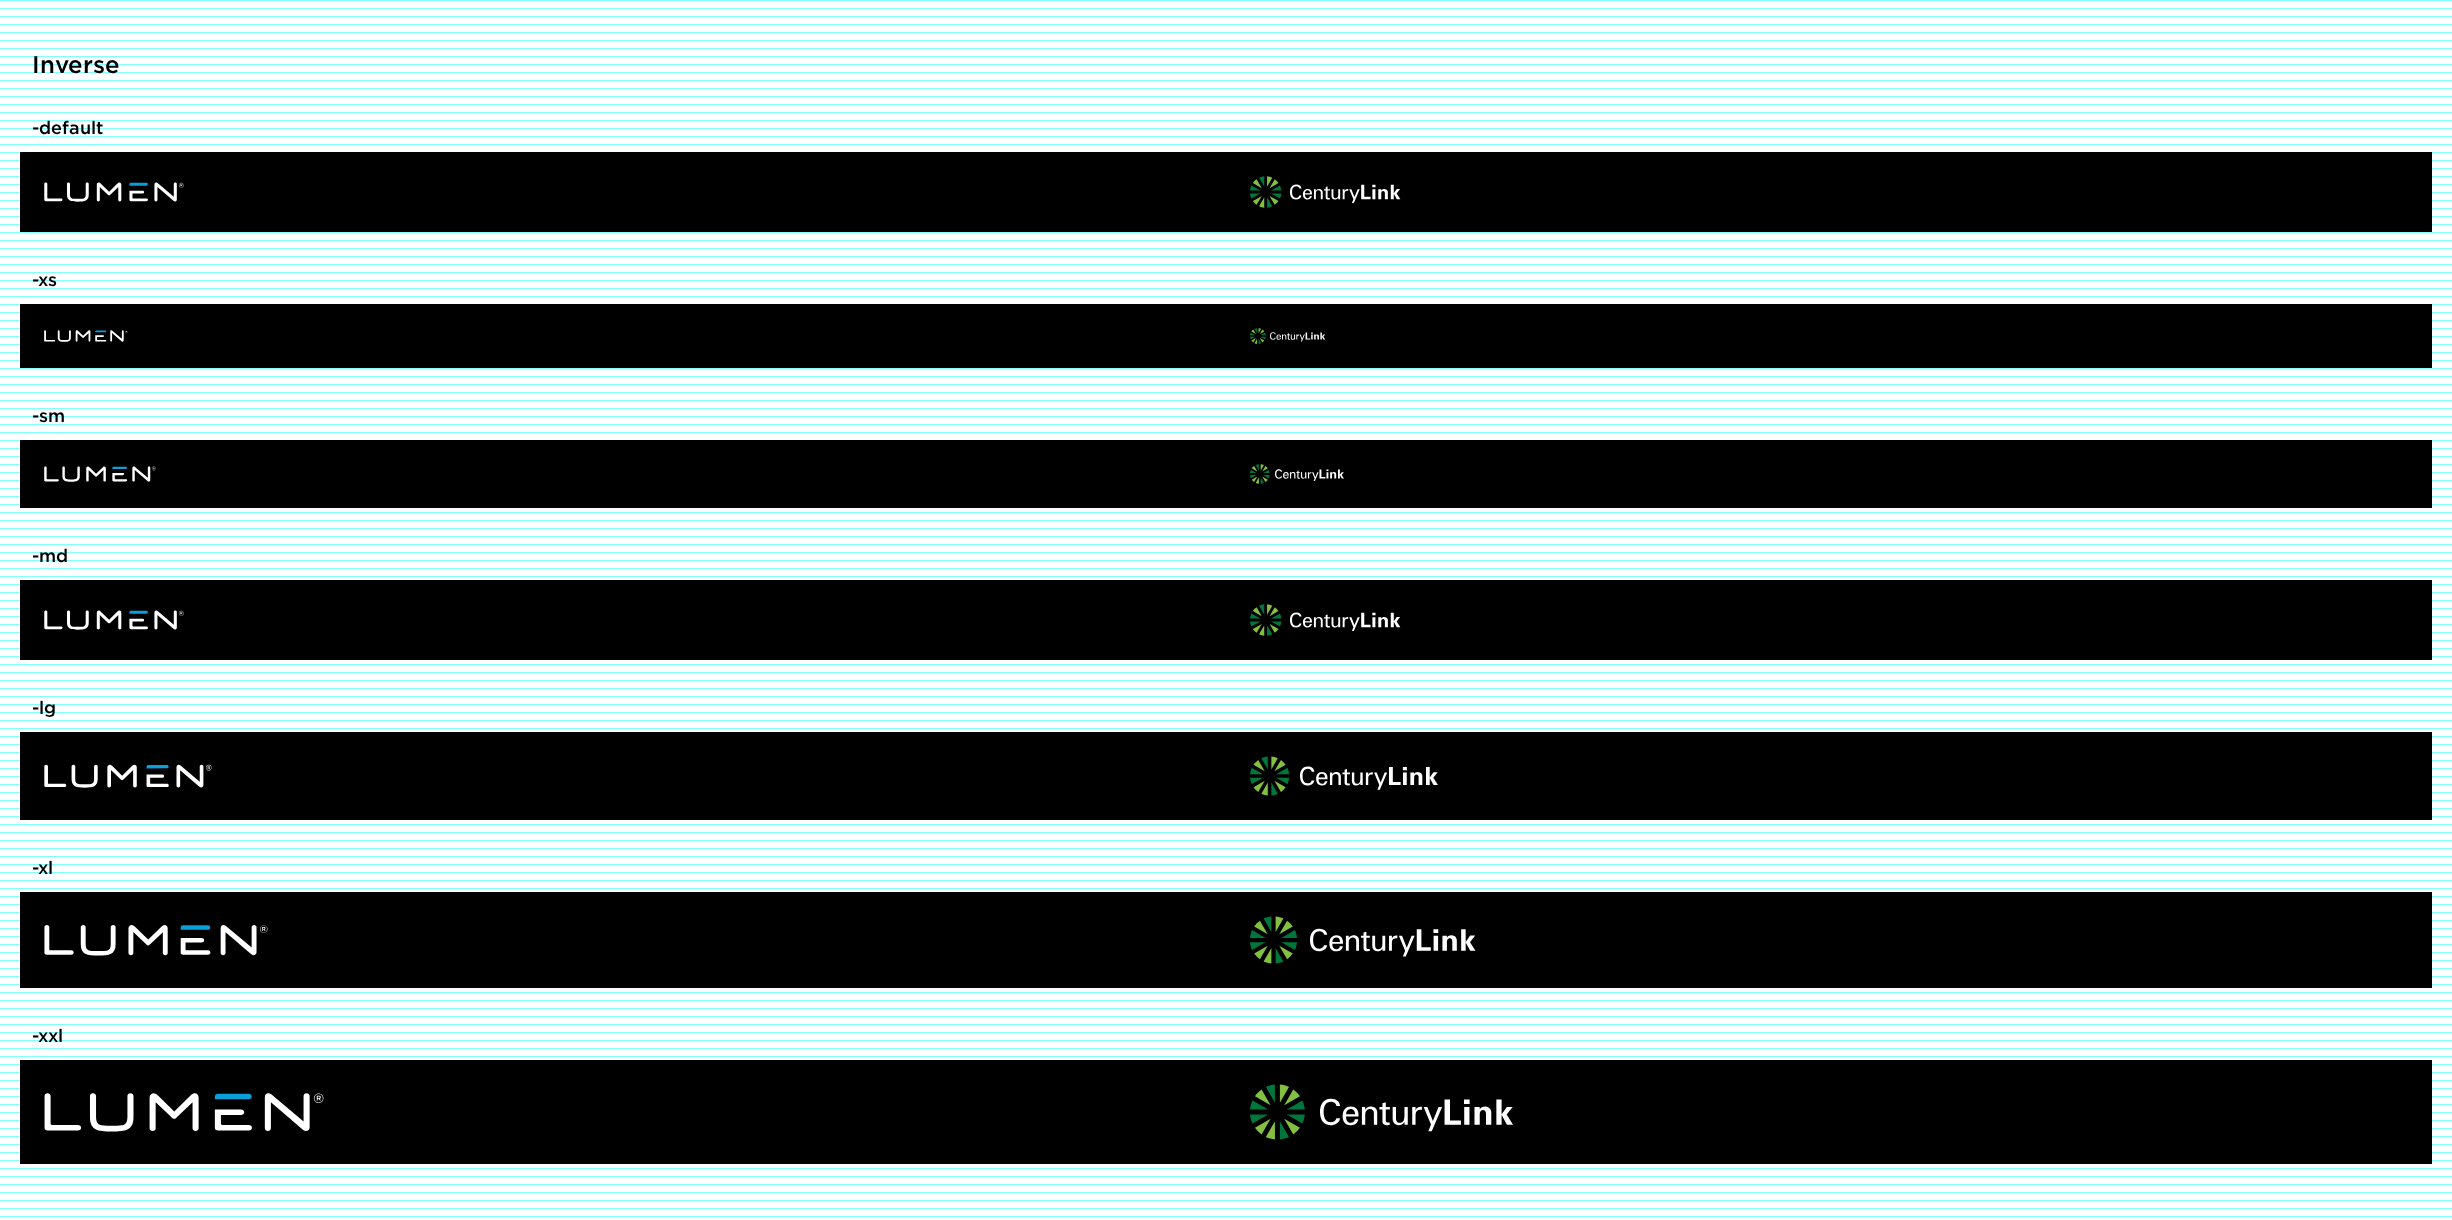 Inverse
-default
LUMEN® CenturyLink
-xs
LUMEN CenturyLink
-sm
LUMEN® CenturyLink
-md
LUMEN® CenturyLink
-lg
LUMEN® CenturyLink
-xl
LUMEN® CenturyLink
-xxl
LUMEN® CenturyLink